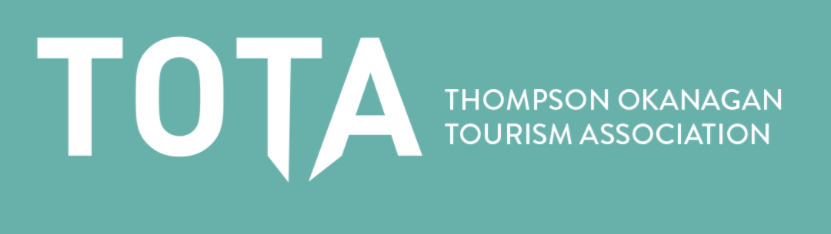 TOTA
THOMPSON OKANAGAN
TOURISM ASSOCIATION